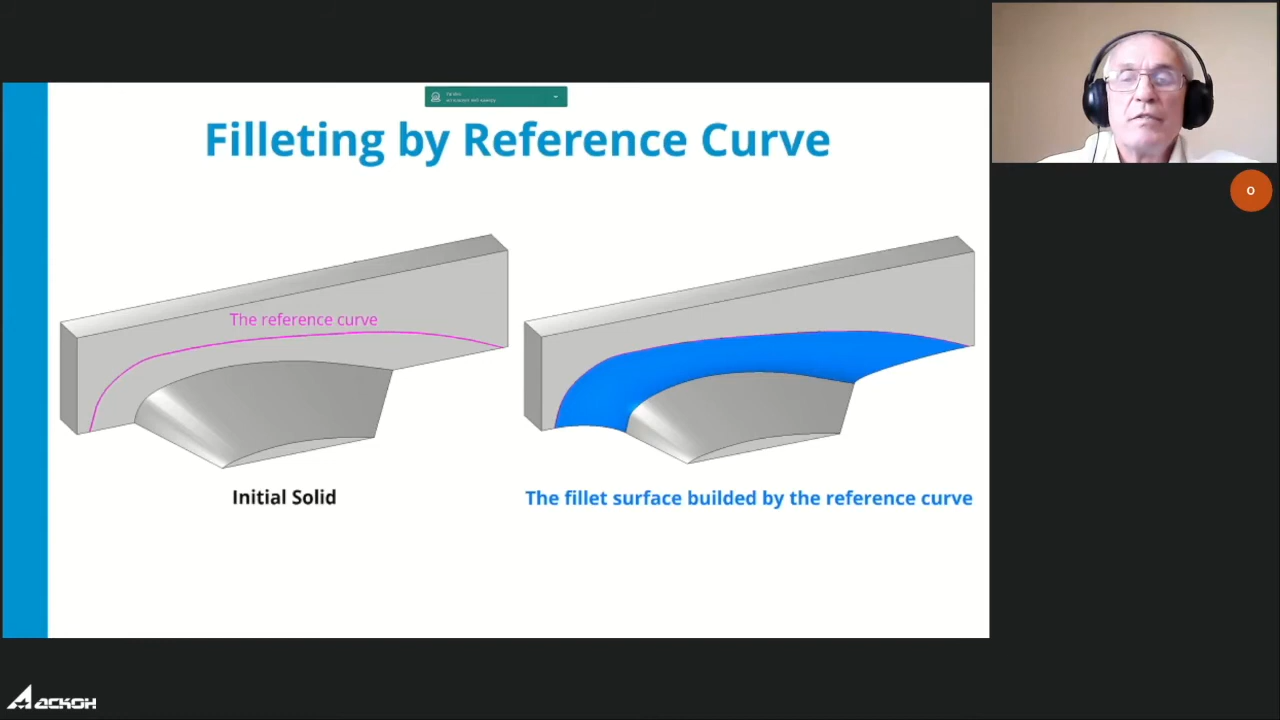 Filleting by Reference Curve
O
The reference curve
Initial Solid
The fillet surface builded by the reference curve
АСКОН